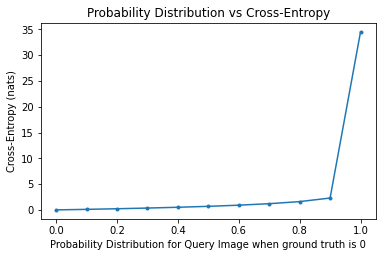 Probability Distribution vs Cross-Entropy
35
30
25
20
15
10
5
0
Cross-Entropy (nats)
0.0 0.2 0.4 0.6 0.8 1.0
Probability Distribution for Query Image when ground truth is 0